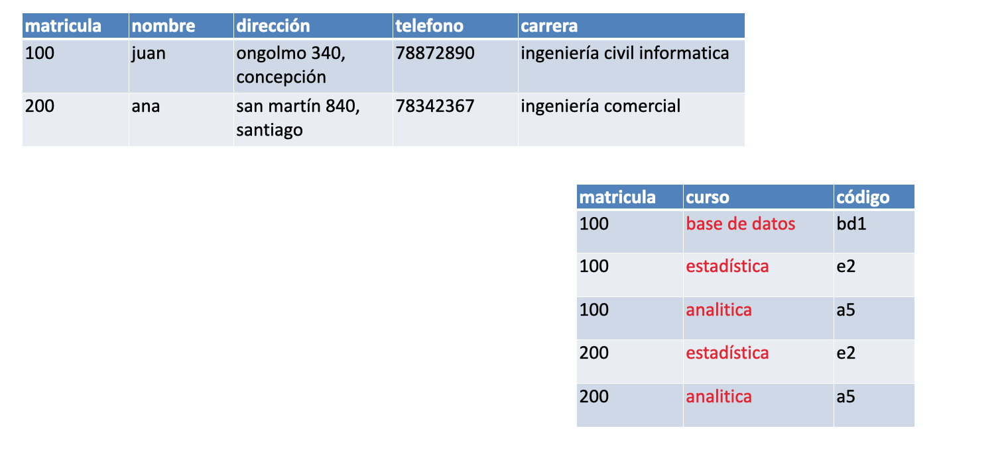 matricula nombre dirección telefono carrera
100 juan ongolmo 340, 78872890 ingeniería civil informatica
concepción
200 ana san martín 840, 78342367 ingeniería comercial
santiago
matricula curso código
100 base de datos bd1
100 estadística e2
100 analitica a5
200 estadística e2
200 analitica a5